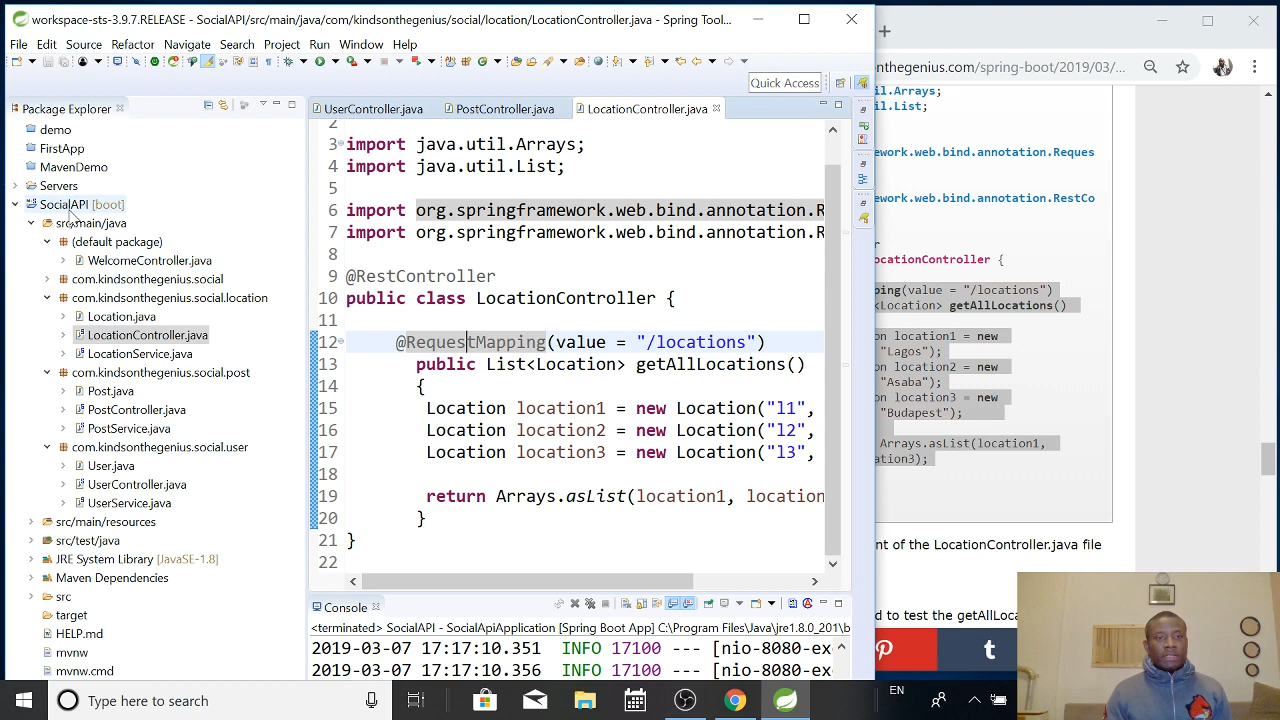 workspace-sts-3.9.7.RELEASE - SocialAPI/src/main/java/com/kindsonthegenius/social/location/LocationController.java - Spring Tool...
File Edit Source Refactor Navigate Search Project Run Window Help
Quick Access
Package Explorer
demo
FirstApp
MavenDemo
Servers
SocialAPI [boot]
src/main/java
(default package)
WelcomeController.java
com.kindsonthegenius.social
com.kindsonthegenius.social.location
Location.java
LocationController.java
LocationService.java
com.kindsonthegenius.social.post
Post.java
PostController.java
PostService.java
com.kindsonthegenius.social.user
User.java
UserController.java
UserService.java
src/main/resources
src/test/java
JRE System Library [JavaSE-1.8]
Maven Dependencies
src
target
HELP.md
mvnw
mvnw.cmd
UserController.java PostController.java LocationController.java
2
3 import java.util.Arrays;
4 import java.util.List;
5
6 import org.springframework.web.bind.annotation.R
7 import org.springframework.web.bind.annotation.R
8
9 @RestController
10 public class LocationController {
11
12 @RequestMapping(value = "/locations")
13 public List<Location> getAllLocations()
14 {
15 Location location1 = new Location("l1",
16 Location location2 = new Location("l2",
17 Location location3 = new Location("l3",
18
19 return Arrays.asList(location1, location
20 }
21 }
22
Console
<terminated> SocialAPI - SocialApiApplication [Spring Boot App] C:\Program Files\Java\jre1.8.0_201\b
2019-03-07 17:17:10.351 INFO 17100 --- [nio-8080-ex
2019-03-07 17:17:10.356 INFO 17100 --- [nio-8080-ex
onthegenius.com/spring-boot/2019/03/...
il.Arrays;
il.List;
ework.web.bind.annotation.Reques
ework.web.bind.annotation.RestCo
er
ocationController {
ping(value = "/locations")
<Location> getAllLocations()
on location1 = new
"Lagos");
on location2 = new
"Asaba");
on location3 = new
"Budapest");
Arrays.asList(location1,
ation3);
nt of the LocationController.java file
d to test the getAllLoca
t
Type here to search
EN